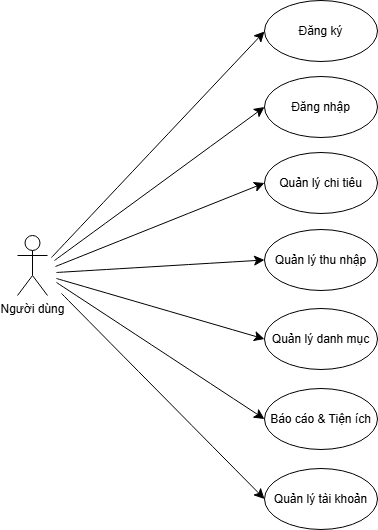 Đăng ký
Đăng nhập
Quản lý chi tiêu
Quản lý thu nhập
Người dùng
Quản lý danh mục
Báo cáo & Tiện ích
Quản lý tài khoản